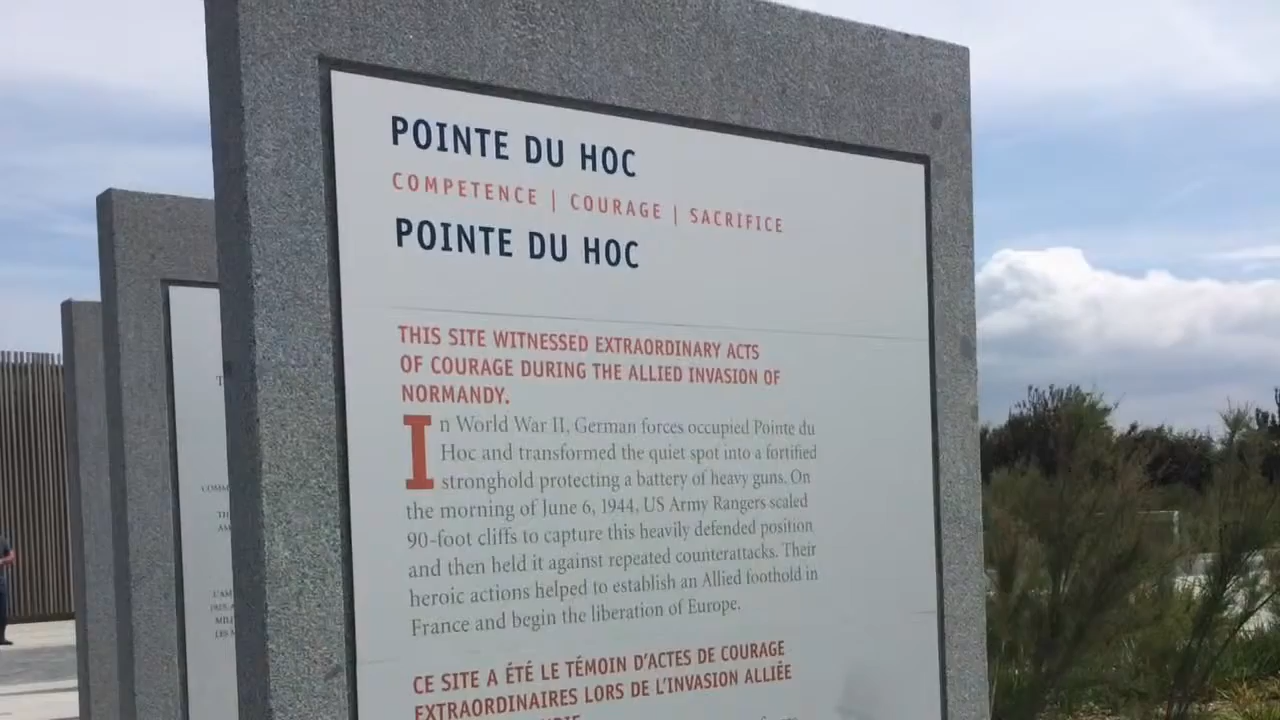 POINTE DU HOC
COMPETENCE | COURAGE | SACRIFICE
POINTE DU HOC
THIS SITE WITNESSED EXTRAORDINARY ACTS
OF COURAGE DURING THE ALLIED INVASION OF
NORMANDY.
In World War II, German forces occupied Pointe du
Hoc and transformed the quiet spot into a fortified
stronghold protecting a battery of heavy guns. On
the morning of June 6, 1944, US Army Rangers scaled
90-foot cliffs to capture this heavily defended position
and then held it against repeated counterattacks. Their
heroic actions helped to establish an Allied foothold in
France and begin the liberation of Europe.
CE SITE A ÉTÉ LE TÉMOIN D'ACTES DE COURAGE
EXTRAORDINAIRES LORS DE L'INVASION ALLIÉE